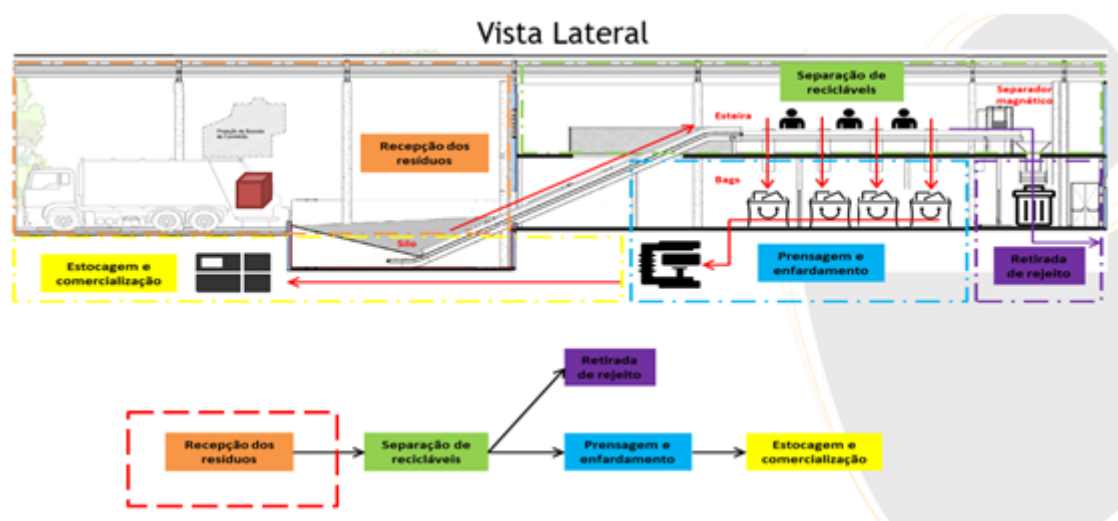 Vista Lateral
Separação de
recicláveis
Separador
magnético
Esteira
Recepção dos
resíduos
Bags
Silo
Estocagem e
comercialização
Prensagem e
enfardamento
Retirada
de rejeito
Retirada
de rejeito
Recepção dos
resíduos
Separação de
recicláveis
Prensagem e
enfardamento
Estocagem e
comercialização